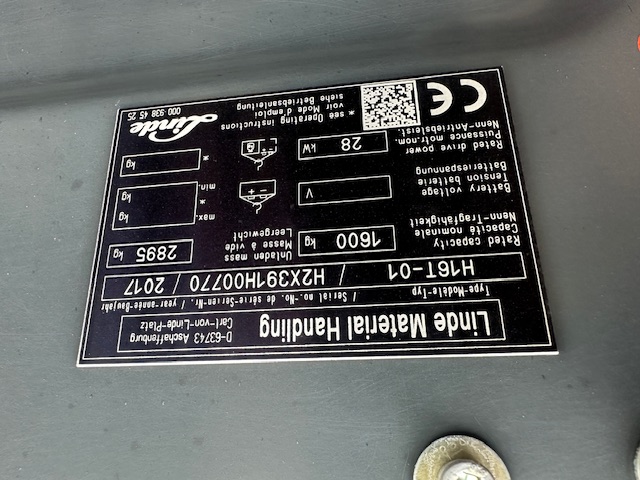 Linde Material Handling
D-63743 Aschaffenburg
Carl-von-Linde-Platz
Type-Modèle-Typ / Serial no.-No. de série-Serien-Nr. / year-année-Baujahr
H16T-01 / H2X391H00770 / 2017
Rated capacity
Capacité nominale
Nenn-Tragfähigkeit
1600 kg
Unladen mass
Masse à vide
Leergewicht
2895 kg
Battery voltage
Tension batterie
Batteriespannung
V
- +
max.
min.
*
kg
kg
Rated drive power
Puissance motr.nom.
Nenn-Antriebsleist.
28 kW
*
kg
CE
* see Operating instructions
voir Mode d'emploi
siehe Betriebsanleitung
Linde
000 938 45 25